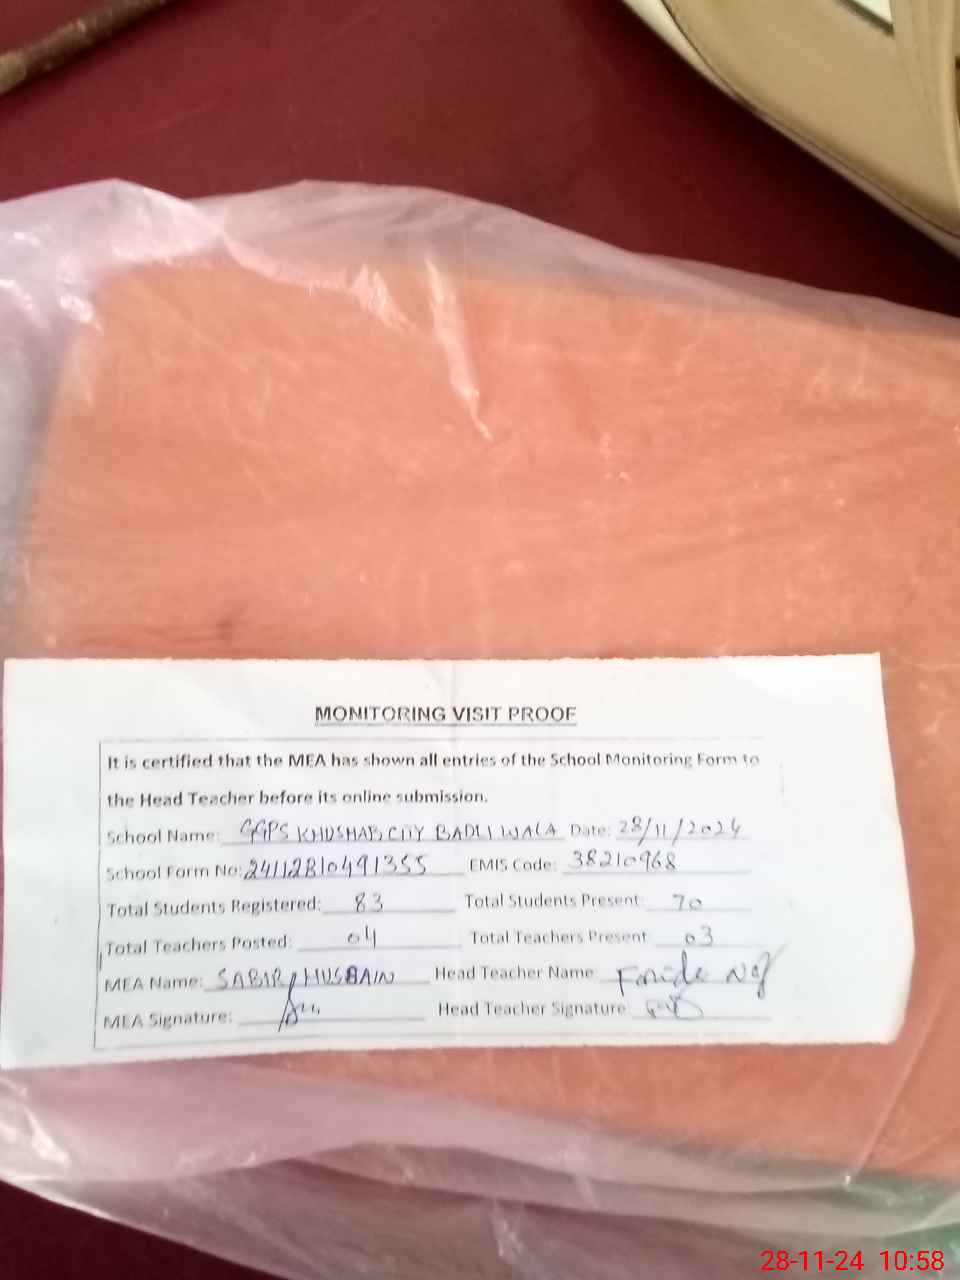 MONITORING VISIT PROOF
It is certified that the MEA has shown all entries of the School Monitoring Form to
the Head Teacher before its online submission.
School Name: GGPS KHUSHAB CITY BADLI WALA Date: 28/11/2024
School Form No: 24112810491355 EMIS Code: 38210968
Total Students Registered: 83 Total Students Present: 70
Total Teachers Posted: 04 Total Teachers Present 03
MEA Name: SABIR HUSSAIN Head Teacher Name
MEA Signature: Head Teacher Signature:
28-11-24 10:58